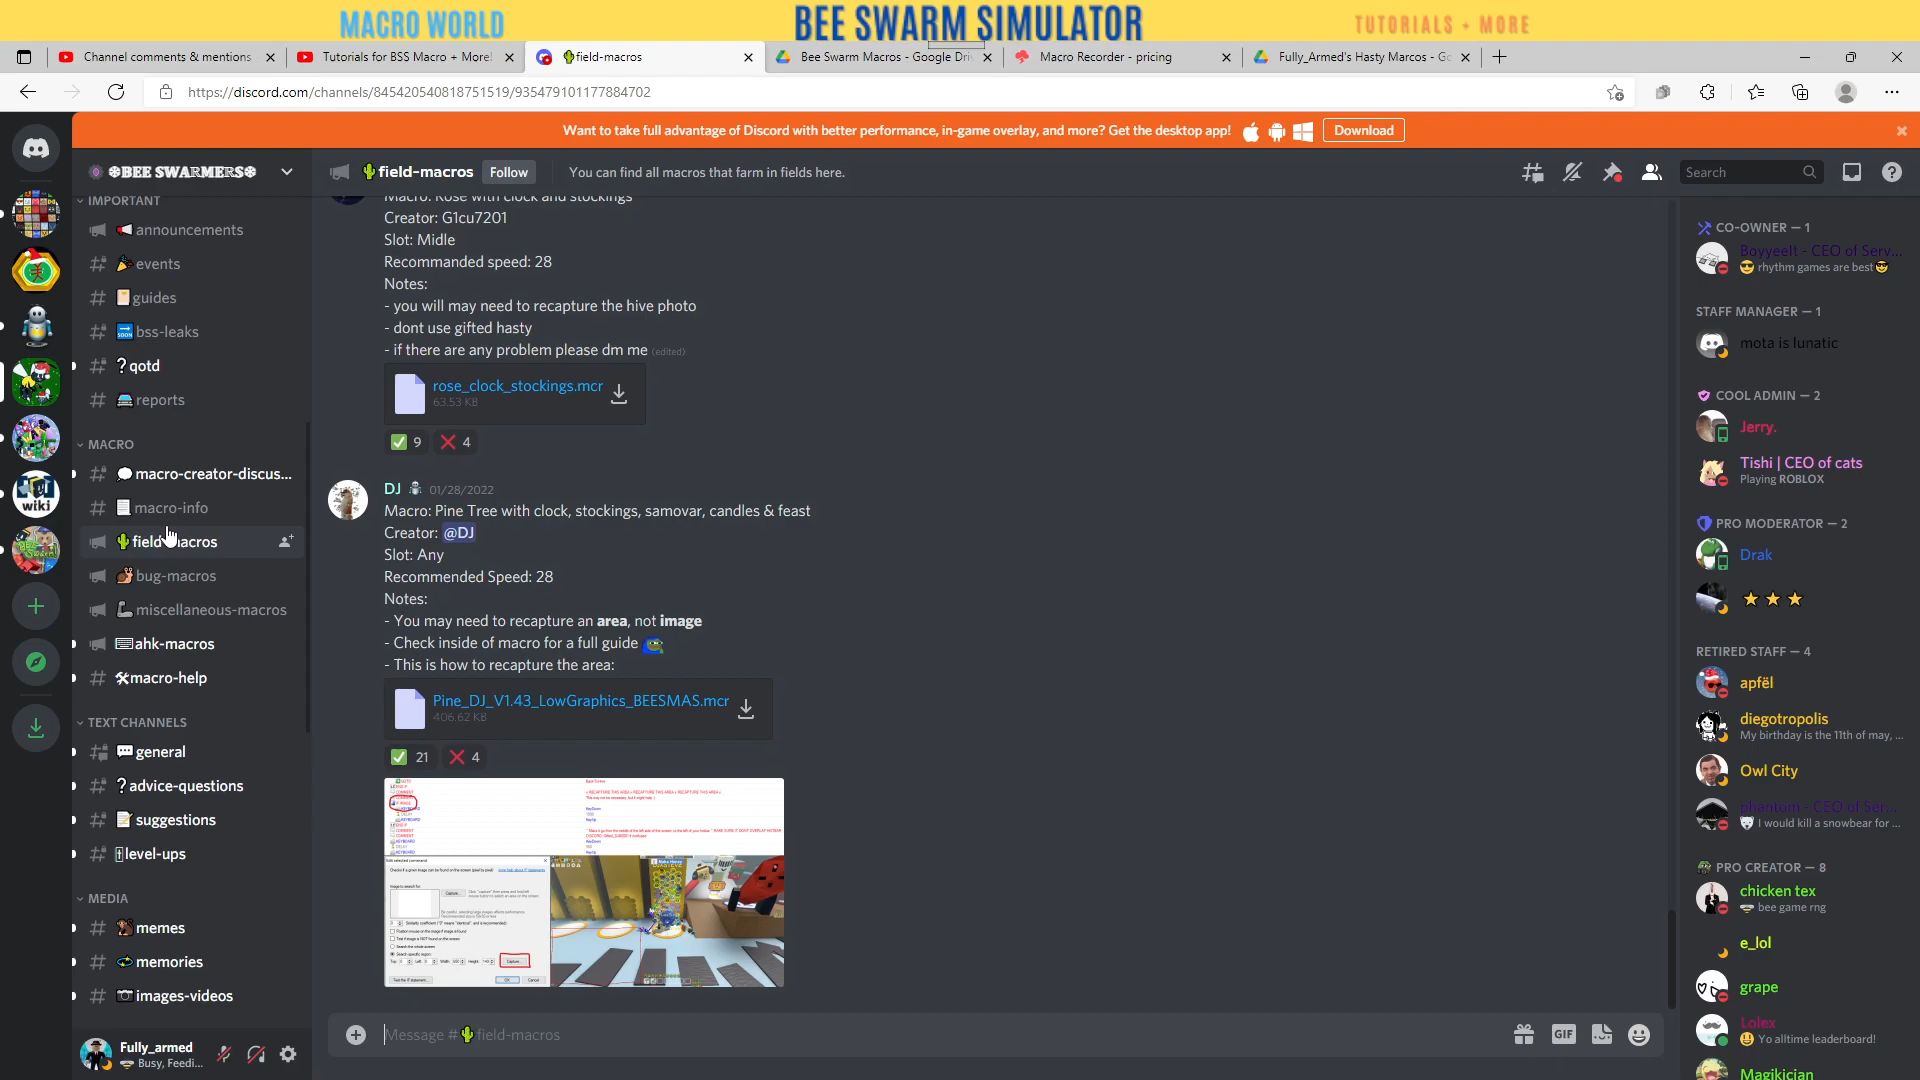 MACRO WORLD
BEE SWARM SIMULATOR
TUTORIALS + MORE
Channel comments & mentions
Tutorials for BSS Macro + More!
field-macros
Bee Swarm Macros - Google Dri
Macro Recorder - pricing
Fully_Armed's Hasty Marcos - Go
https://discord.com/channels/845420540818751519/935479101177884702
Want to take full advantage of Discord with better performance, in-game overlay, and more? Get the desktop app!
Download
❄BEE SWARMERS❄
field-macros
Follow
You can find all macros that farm in fields here.
Search
IMPORTANT
announcements
events
guides
bss-leaks
?qotd
reports
MACRO
macro-creator-discus...
macro-info
field-macros
bug-macros
miscellaneous-macros
ahk-macros
macro-help
TEXT CHANNELS
general
?advice-questions
suggestions
level-ups
MEDIA
memes
memories
images-videos
Fully_armed
Busy, Feedi...
Macro: Rose with clock and stockings
Creator: G1cu7201
Slot: Midle
Recommanded speed: 28
Notes:
- you will may need to recapture the hive photo
- dont use gifted hasty
- if there are any problem please dm me (edited)
rose_clock_stockings.mcr
63.53 KB
9
4
DJ 01/28/2022
Macro: Pine Tree with clock, stockings, samovar, candles & feast
Creator: @DJ
Slot: Any
Recommended Speed: 28
Notes:
- You may need to recapture an area, not image
- Check inside of macro for a full guide
- This is how to recapture the area:
Pine_DJ_V1.43_LowGraphics_BEESMAS.mcr
406.62 KB
21
4
Message # field-macros
GIF
CO-OWNER — 1
Boyyeelt - CEO of Serv...
rhythm games are best
STAFF MANAGER — 1
mota is lunatic
COOL ADMIN — 2
Jerry.
Tishi | CEO of cats
Playing ROBLOX
PRO MODERATOR — 2
Drak
RETIRED STAFF — 4
apfël
diegotropolis
My birthday is the 11th of may, ...
Owl City
phantom - CEO of Ser...
I would kill a snowbear for ...
PRO CREATOR — 8
chicken tex
bee game rng
e_lol
grape
Lolex
Yo alltime leaderboard!
Magikician
wiki